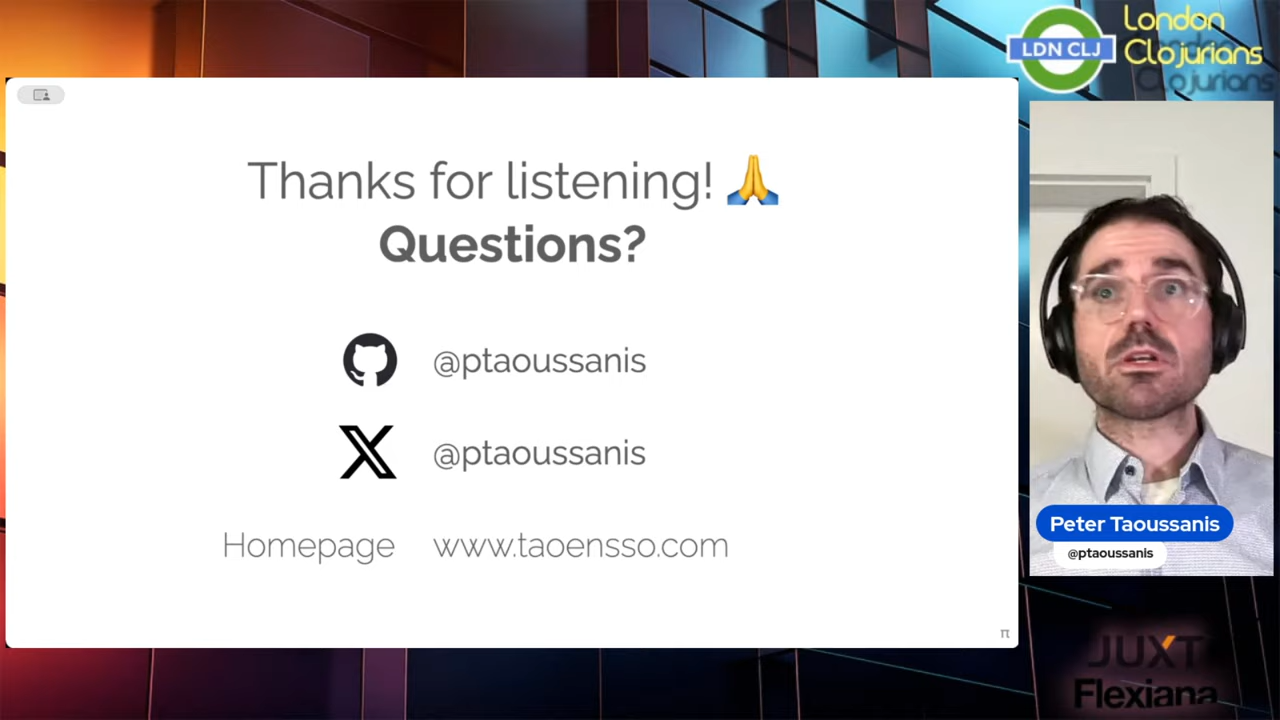 LDN CLJ
London
Clojurians
Clojurians
Thanks for listening! 🙏
Questions?
@ptaoussanis
@ptaoussanis
Homepage www.taoensso.com
π
Peter Taoussanis
@ptaoussanis
JUXT
Flexiana